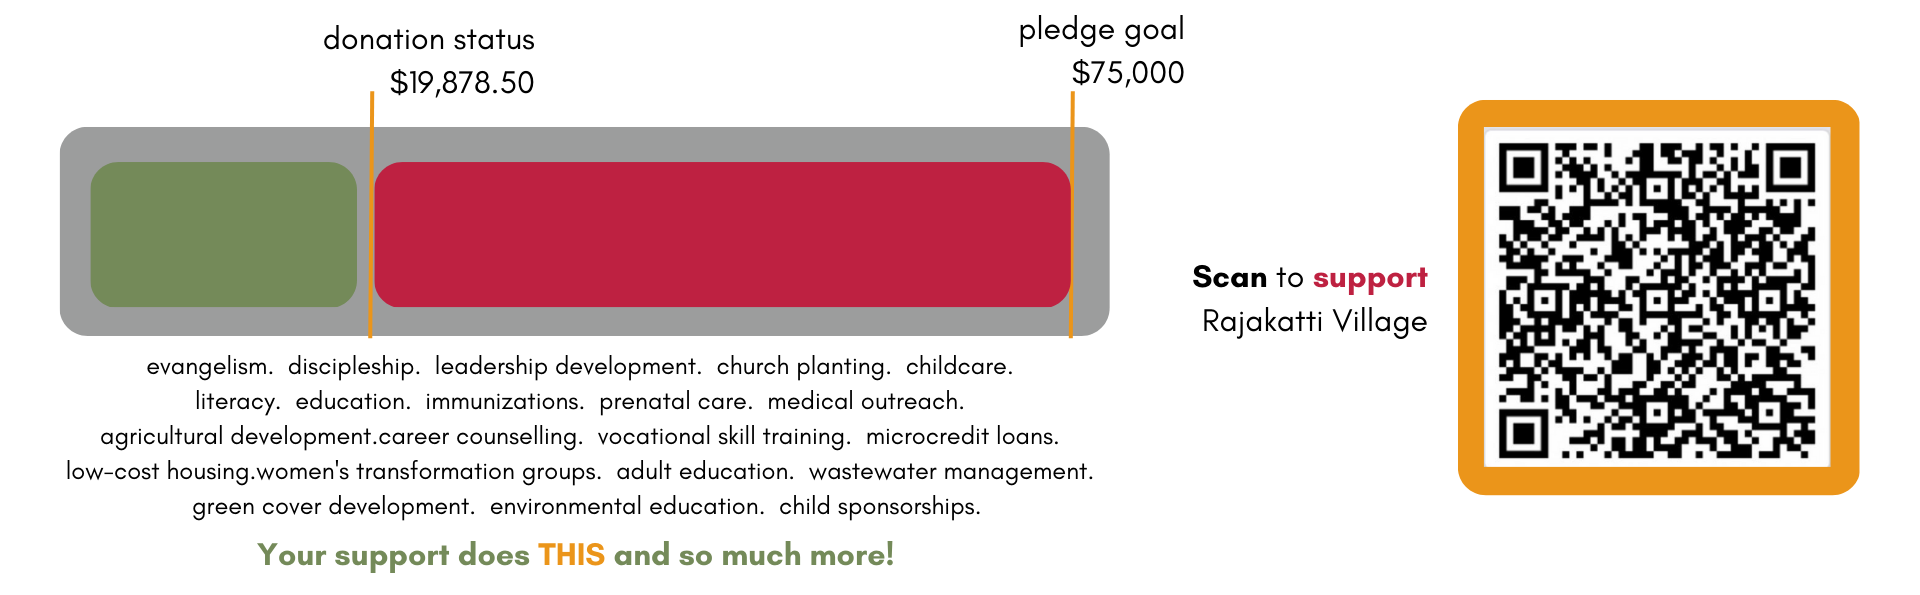 donation status
$19,878.50
pledge goal
$75,000
Scan to support
Rajakatti Village
evangelism. discipleship. leadership development. church planting. childcare.
literacy. education. immunizations. prenatal care. medical outreach.
agricultural development.career counselling. vocational skill training. microcredit loans.
low-cost housing.women's transformation groups. adult education. wastewater management.
green cover development. environmental education. child sponsorships.
Your support does THIS and so much more!